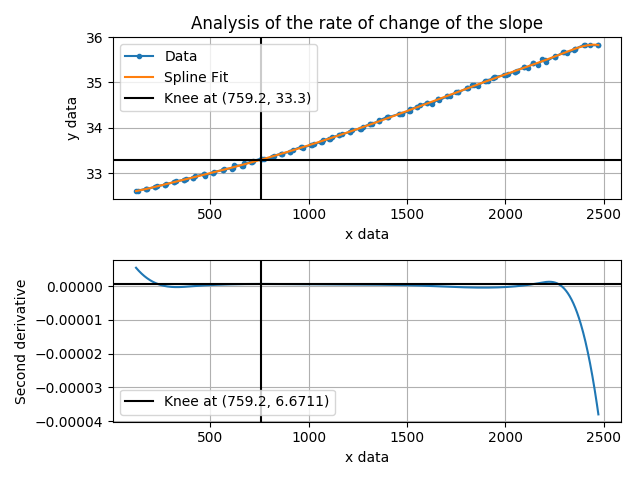 Analysis of the rate of change of the slope
36
35
34
33
y data
Data
Spline Fit
Knee at (759.2, 33.3)
500 1000 1500 2000 2500
x data
0.00000
−0.00001
−0.00002
−0.00003
−0.00004
Second derivative
Knee at (759.2, 6.6711)
500 1000 1500 2000 2500
x data